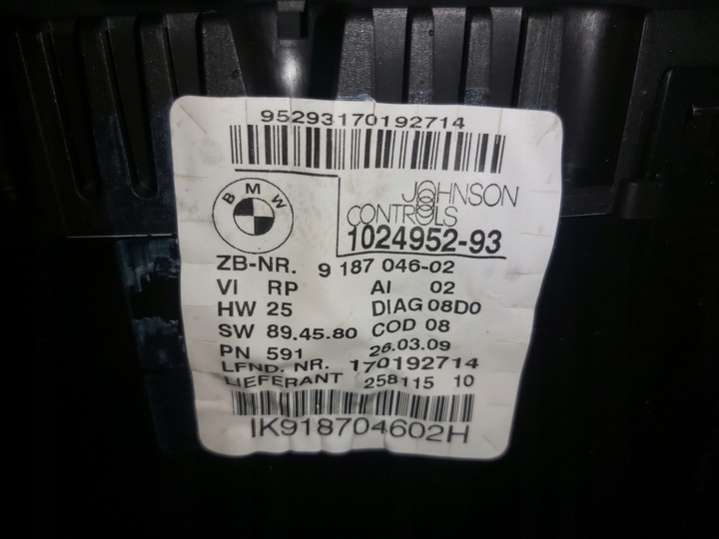 95293170192714
BMW
JOHNSON
CONTROLS
1024952-93
ZB-NR. 9 187 046-02
VI RP AI 02
HW 25 DIAG 08D0
SW 89.45.80 COD 08
PN 591 26.03.09
LFND. NR. 170192714
LIEFERANT 258115 10
IK918704602H